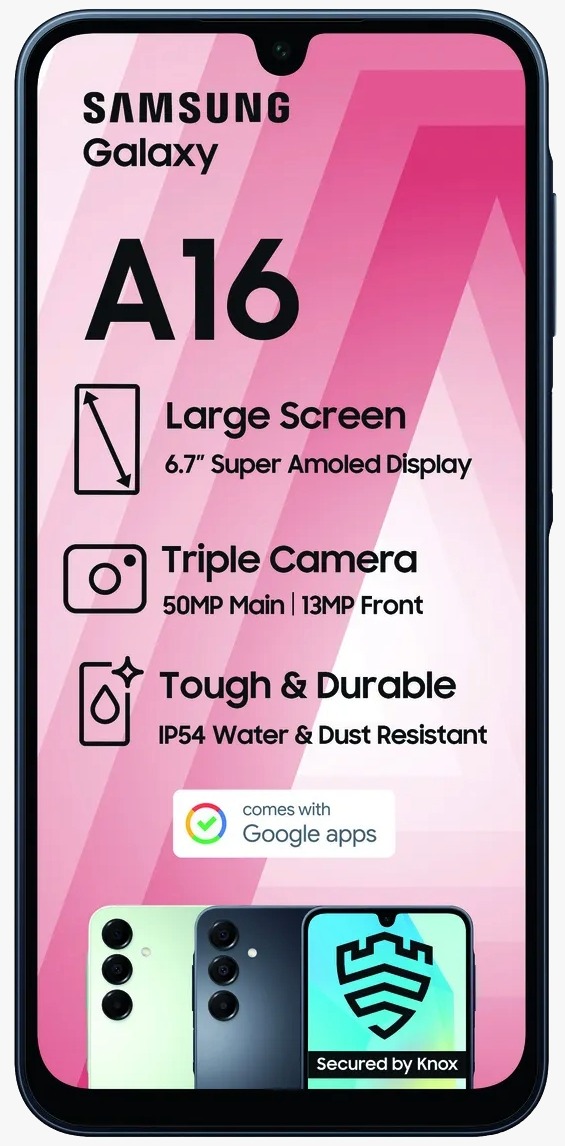 SAMSUNG
Galaxy
A16
Large Screen
6.7" Super Amoled Display
Triple Camera
50MP Main | 13MP Front
Tough & Durable
IP54 Water & Dust Resistant
comes with
Google apps
Secured by Knox